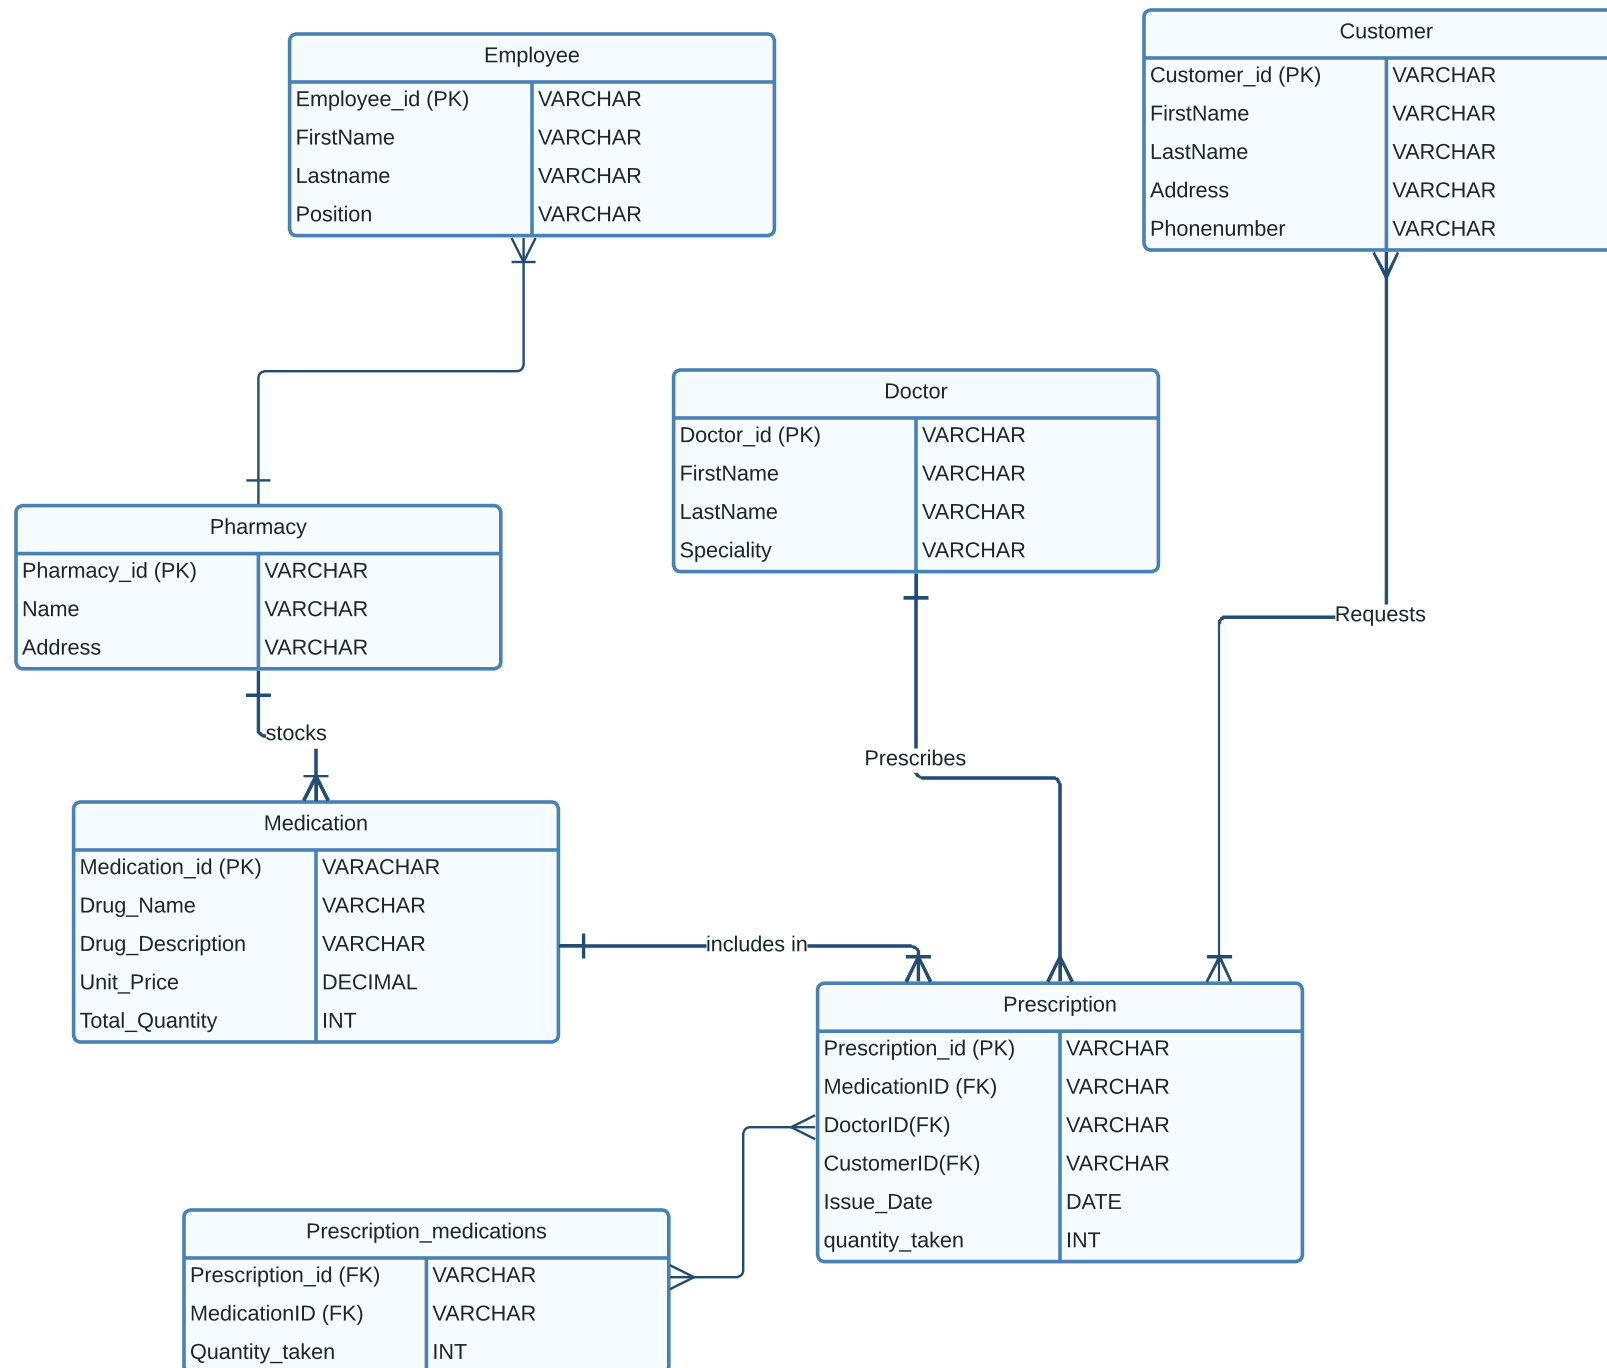 Employee
Employee_id (PK) VARCHAR
FirstName VARCHAR
Lastname VARCHAR
Position VARCHAR
Customer
Customer_id (PK) VARCHAR
FirstName VARCHAR
LastName VARCHAR
Address VARCHAR
Phonenumber VARCHAR
Doctor
Doctor_id (PK) VARCHAR
FirstName VARCHAR
LastName VARCHAR
Speciality VARCHAR
Pharmacy
Pharmacy_id (PK) VARCHAR
Name VARCHAR
Address VARCHAR
Requests
stocks
Prescribes
Medication
Medication_id (PK) VARACHAR
Drug_Name VARCHAR
Drug_Description VARCHAR
Unit_Price DECIMAL
Total_Quantity INT
includes in
Prescription
Prescription_id (PK) VARCHAR
MedicationID (FK) VARCHAR
DoctorID(FK) VARCHAR
CustomerID(FK) VARCHAR
Issue_Date DATE
quantity_taken INT
Prescription_medications
Prescription_id (FK) VARCHAR
MedicationID (FK) VARCHAR
Quantity_taken INT